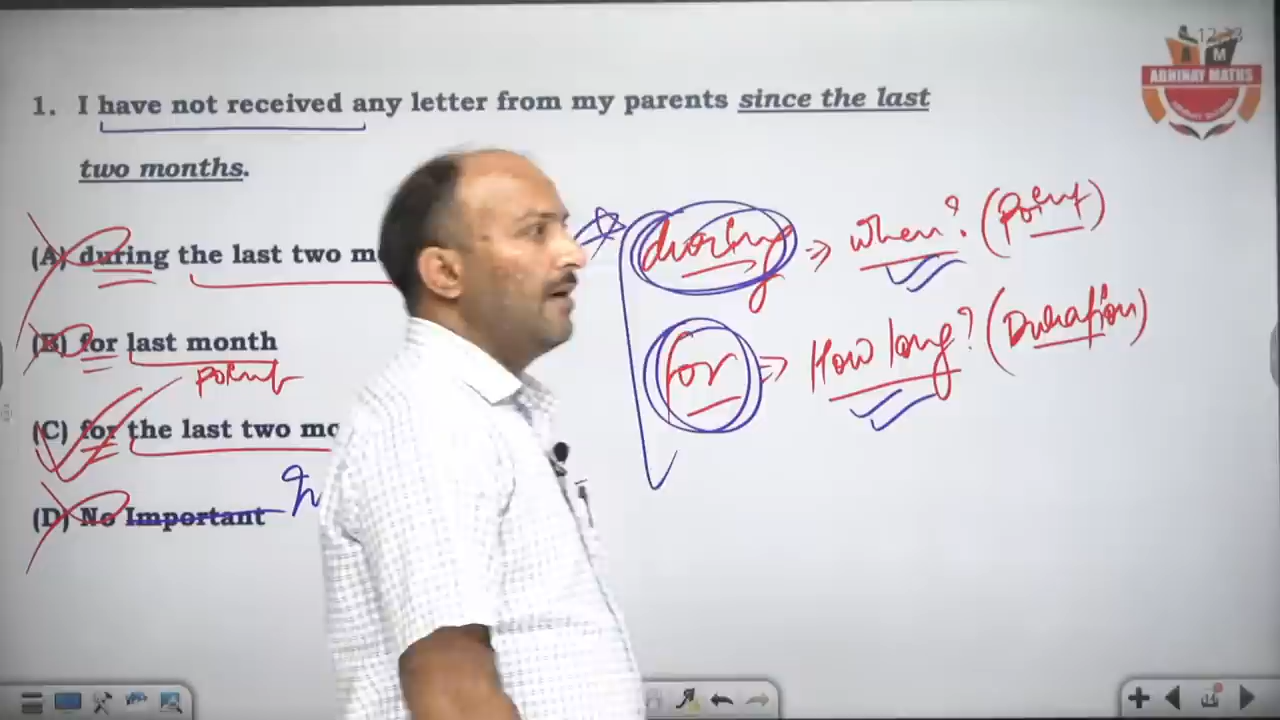 1. I have not received any letter from my parents since the last
two months.
(A) during the last two m
(B) for last month
point
(C) for the last two mo
(D) No Important
during ⇒ when? (Point)
for ⇒ How long? (Duration)
12:13
A M
ABHINAY MATHS